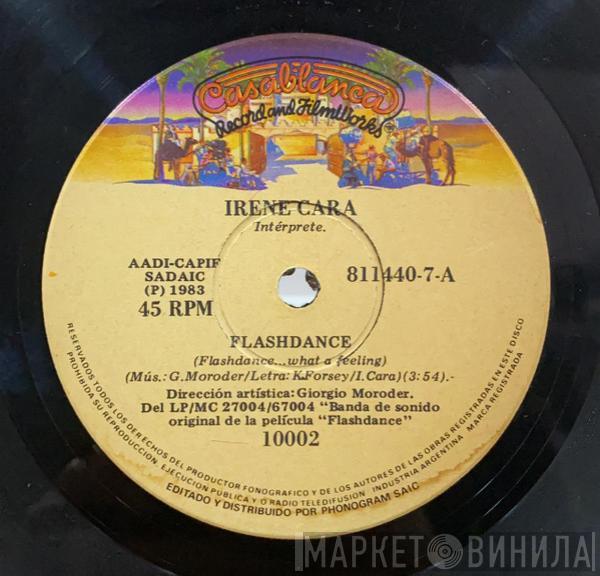 Casablanca
Record and FilmWorks
IRENE CARA
Intérprete.
AADI-CAPIF
SADAIC
(P) 1983
45 RPM
811440-7-A
FLASHDANCE
(Flashdance...what a feeling)
(Mús.: G. Moroder/Letra: K. Forsey/I. Cara) (3:54).-
Dirección artística: Giorgio Moroder.
Del LP/MC 27004/67004 "Banda de sonido
original de la película "Flashdance"
10002
RESERVADOS TODOS LOS DERECHOS DEL PRODUCTOR FONOGRAFICO Y DE LOS AUTORES DE LAS OBRAS REGISTRADAS EN ESTE DISCO
PROHIBIDA SU REPRODUCCION, EJECUCION PUBLICA Y O RADIO TELEDIFUSION INDUSTRIA ARGENTINA MARCA REGISTRADA
EDITADO Y DISTRIBUIDO POR PHONOGRAM SAIC
МАРКЕТ ВИНИЛА